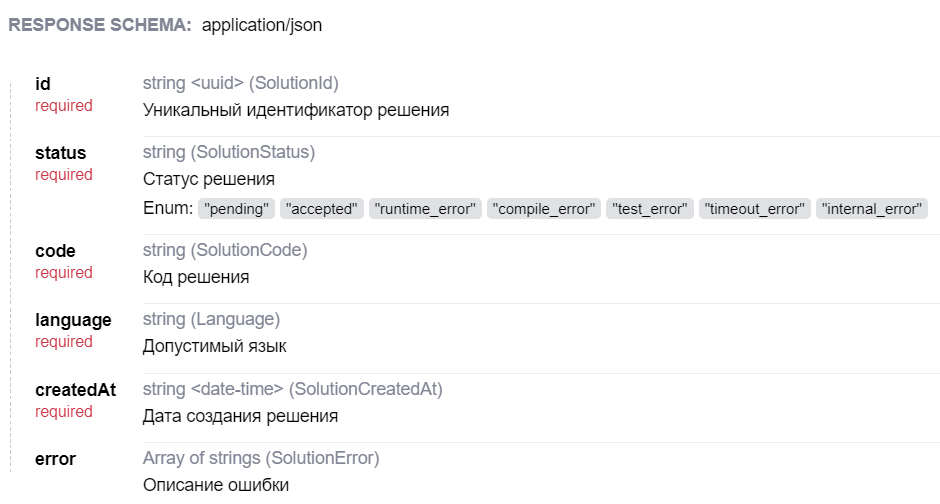 RESPONSE SCHEMA: application/json
id string <uuid> (SolutionId)
required Уникальный идентификатор решения
status string (SolutionStatus)
required Статус решения
Enum: "pending" "accepted" "runtime_error" "compile_error" "test_error" "timeout_error" "internal_error"
code string (SolutionCode)
required Код решения
language string (Language)
required Допустимый язык
createdAt string <date-time> (SolutionCreatedAt)
required Дата создания решения
error Array of strings (SolutionError)
Описание ошибки